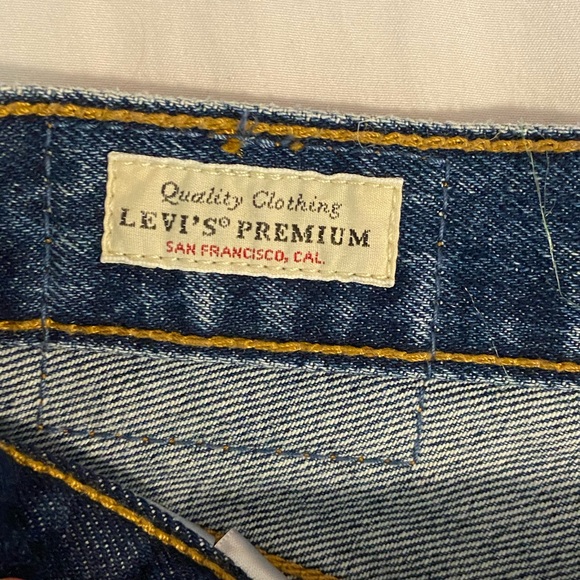 Quality Clothing
LEVI'S® PREMIUM
SAN FRANCISCO, CAL.